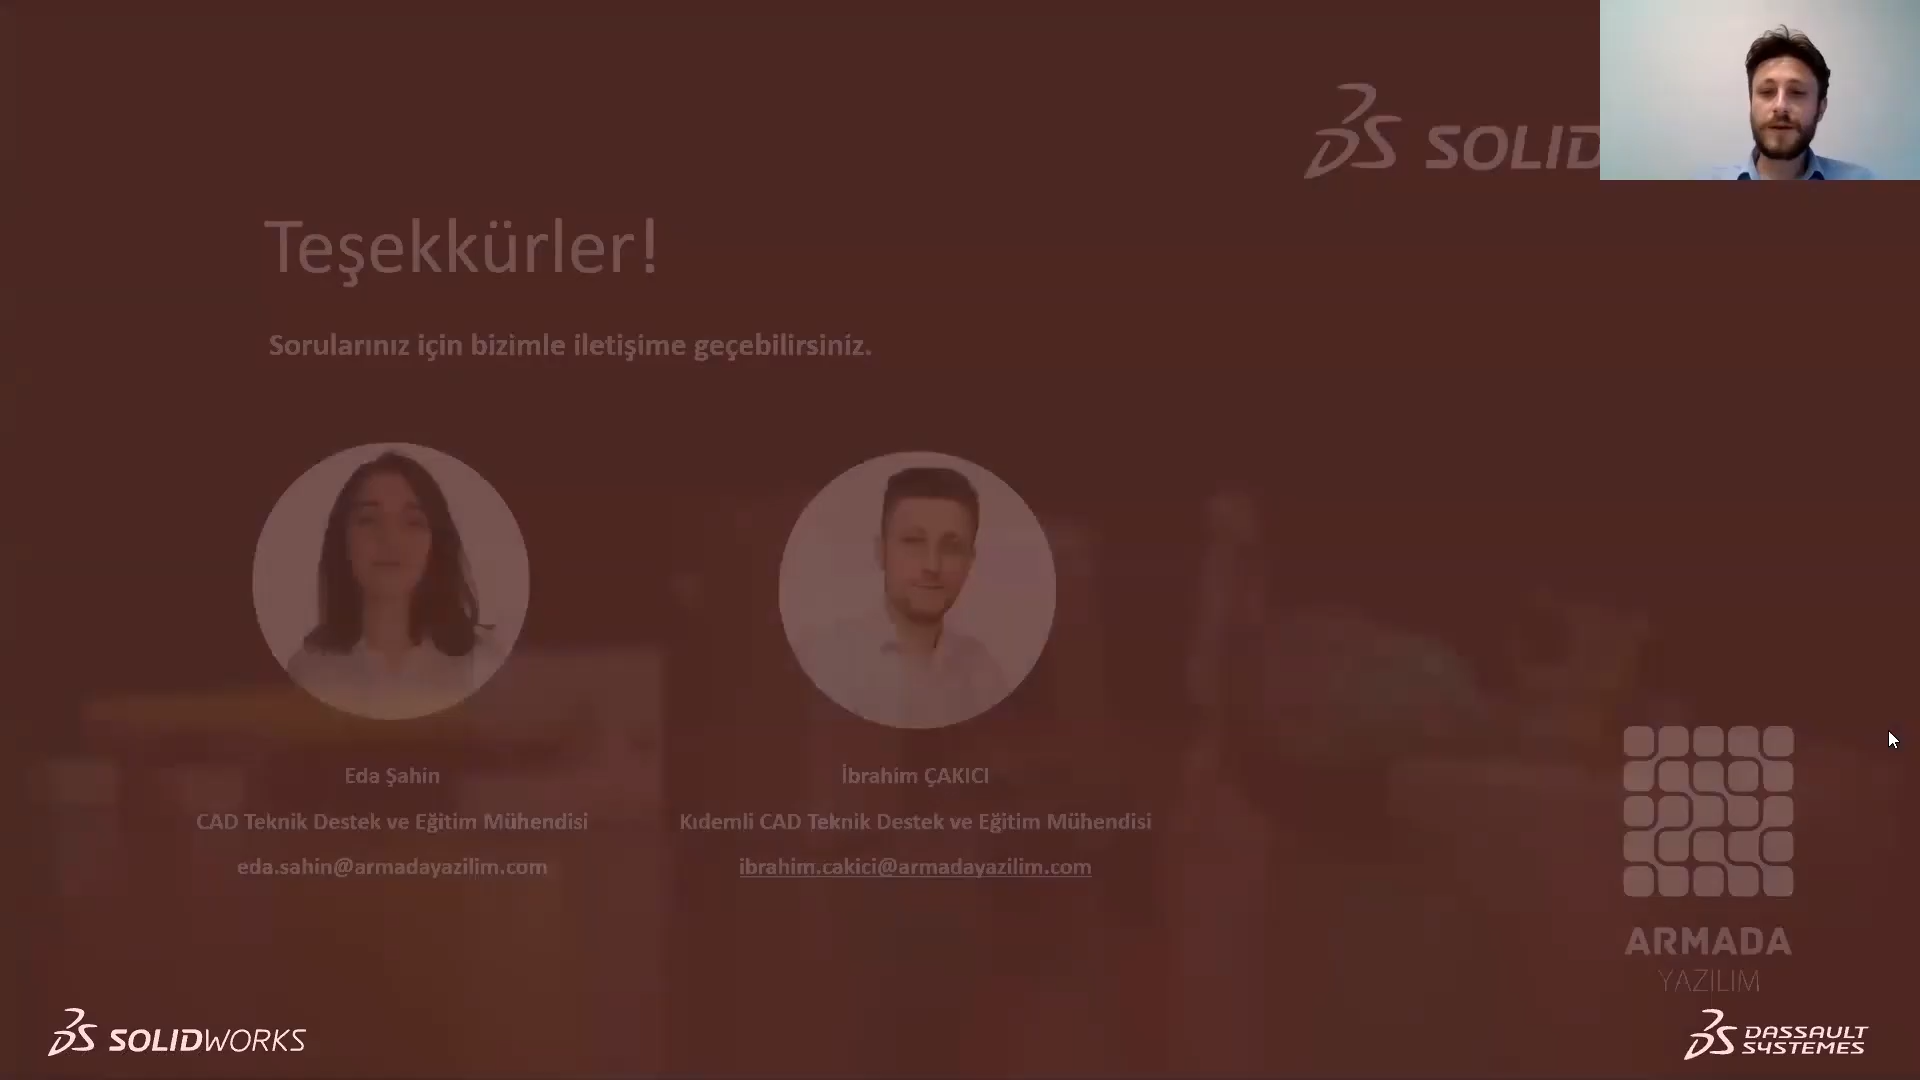 SOLID
Teşekkürler!
Sorularınız için bizimle iletişime geçebilirsiniz.
Eda Şahin
CAD Teknik Destek ve Eğitim Mühendisi
eda.sahin@armadayazilim.com
İbrahim ÇAKICI
Kıdemli CAD Teknik Destek ve Eğitim Mühendisi
ibrahim.cakici@armadayazilim.com
ARMADA
YAZILIM
SOLIDWORKS
DASSAULT
SYSTEMES